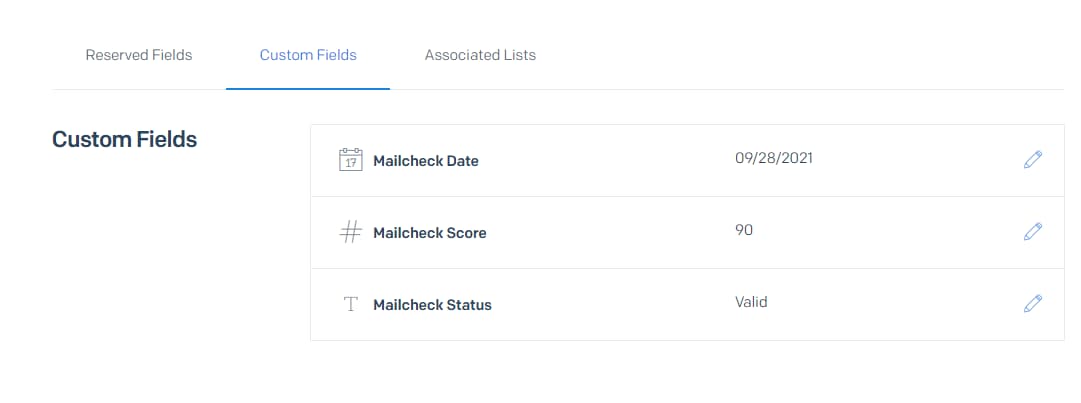 Reserved Fields Custom Fields Associated Lists
Custom Fields
17 Mailcheck Date 09/28/2021
# Mailcheck Score 90
T Mailcheck Status Valid